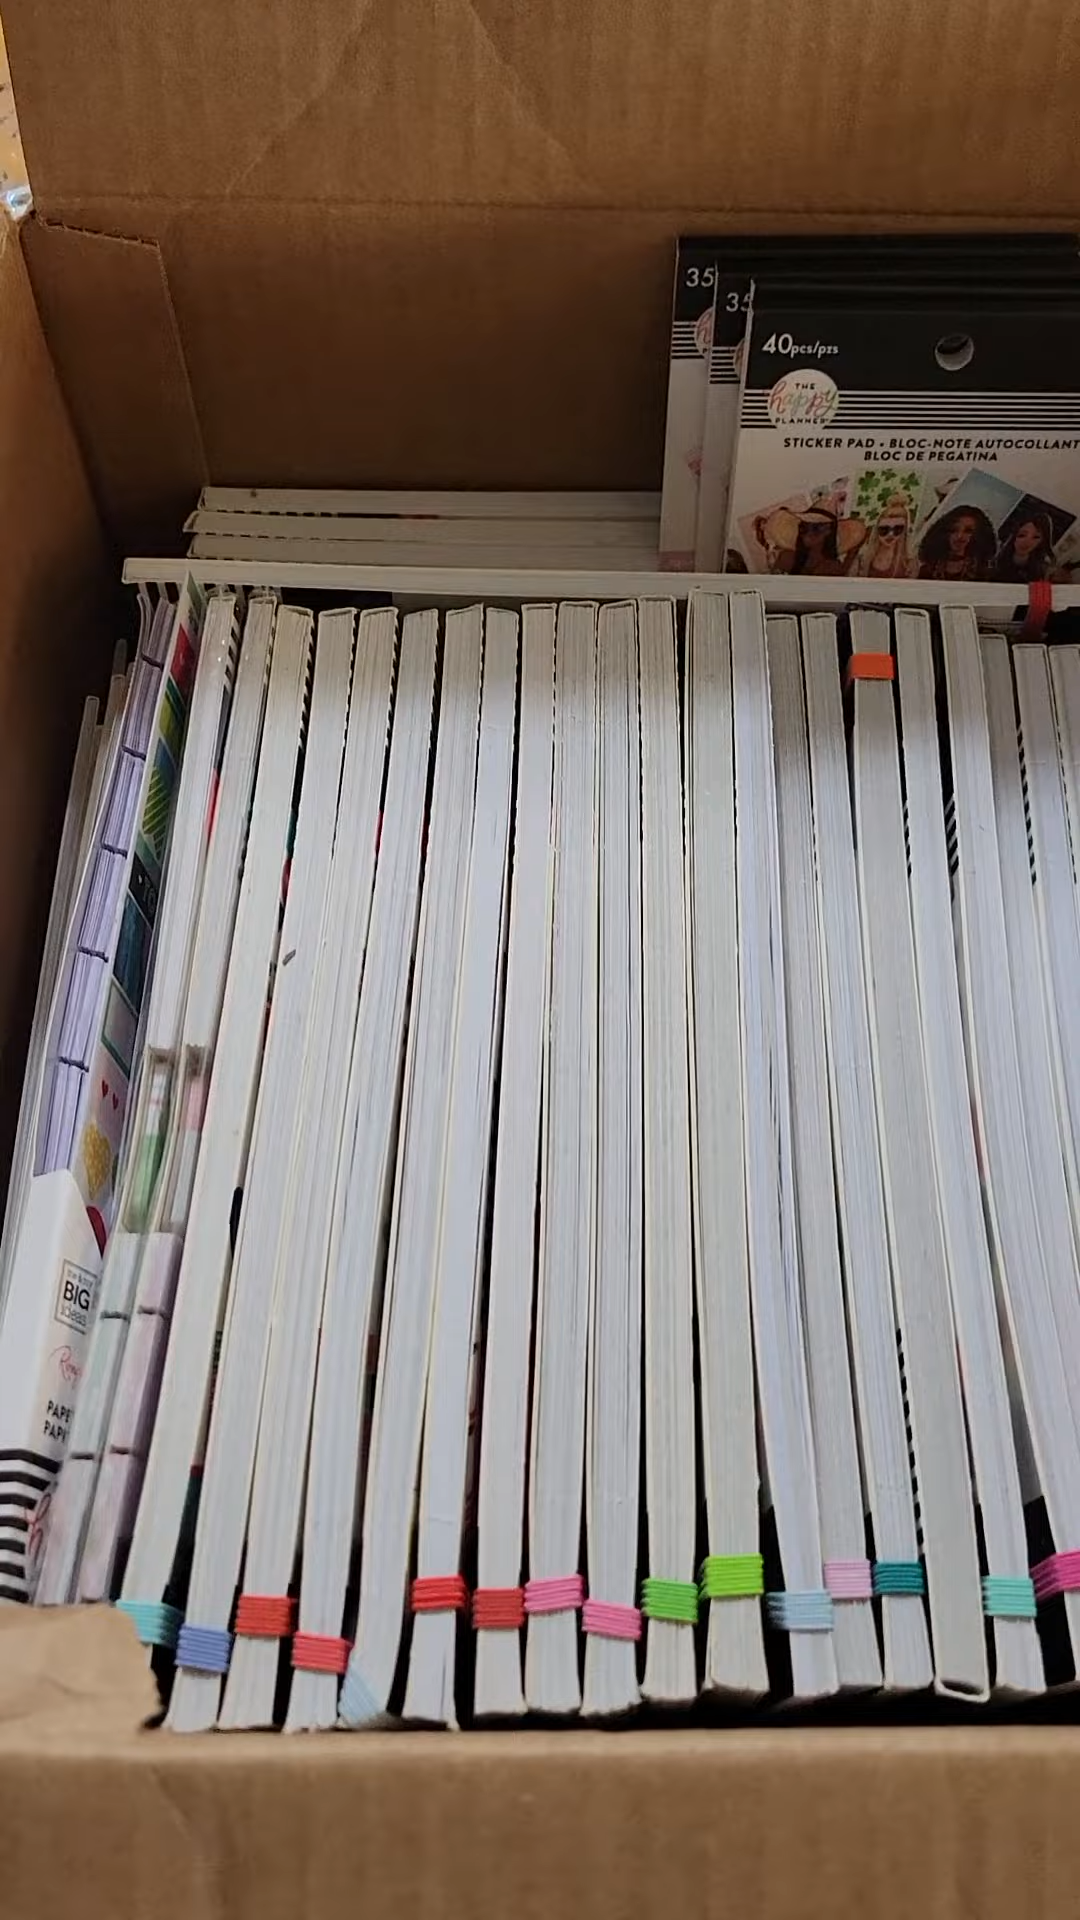 35
35
40pcs/pzs
THE
happy
PLANNER
STICKER PAD • BLOC-NOTE AUTOCOLLANT
BLOC DE PEGATINA
BIG
ideas
PAPE
PAPI